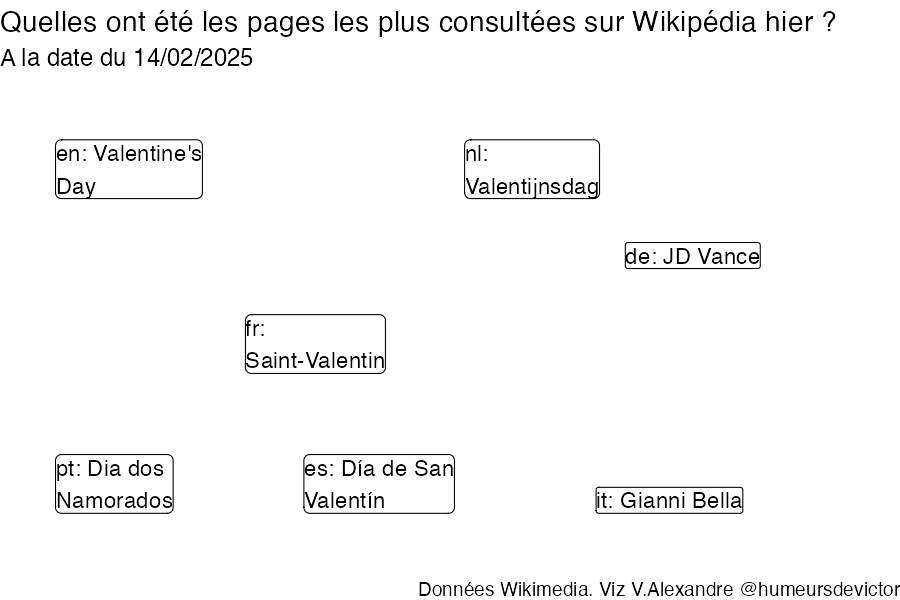 Quelles ont été les pages les plus consultées sur Wikipédia hier ?
A la date du 14/02/2025
en: Valentine's
Day
nl:
Valentijnsdag
de: JD Vance
fr:
Saint-Valentin
pt: Dia dos
Namorados
es: Día de San
Valentín
it: Gianni Bella
Données Wikimedia. Viz V.Alexandre @humeursdevictor